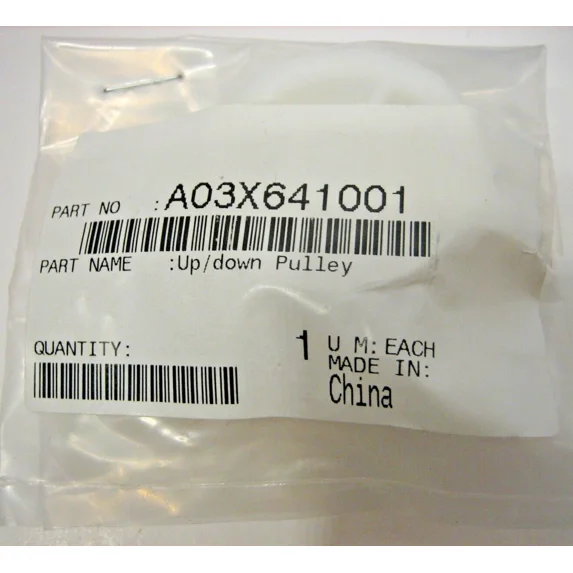 PART NO : A03X641001
PART NAME :Up/down Pulley
QUANTITY: 1 U M: EACH
MADE IN:
China